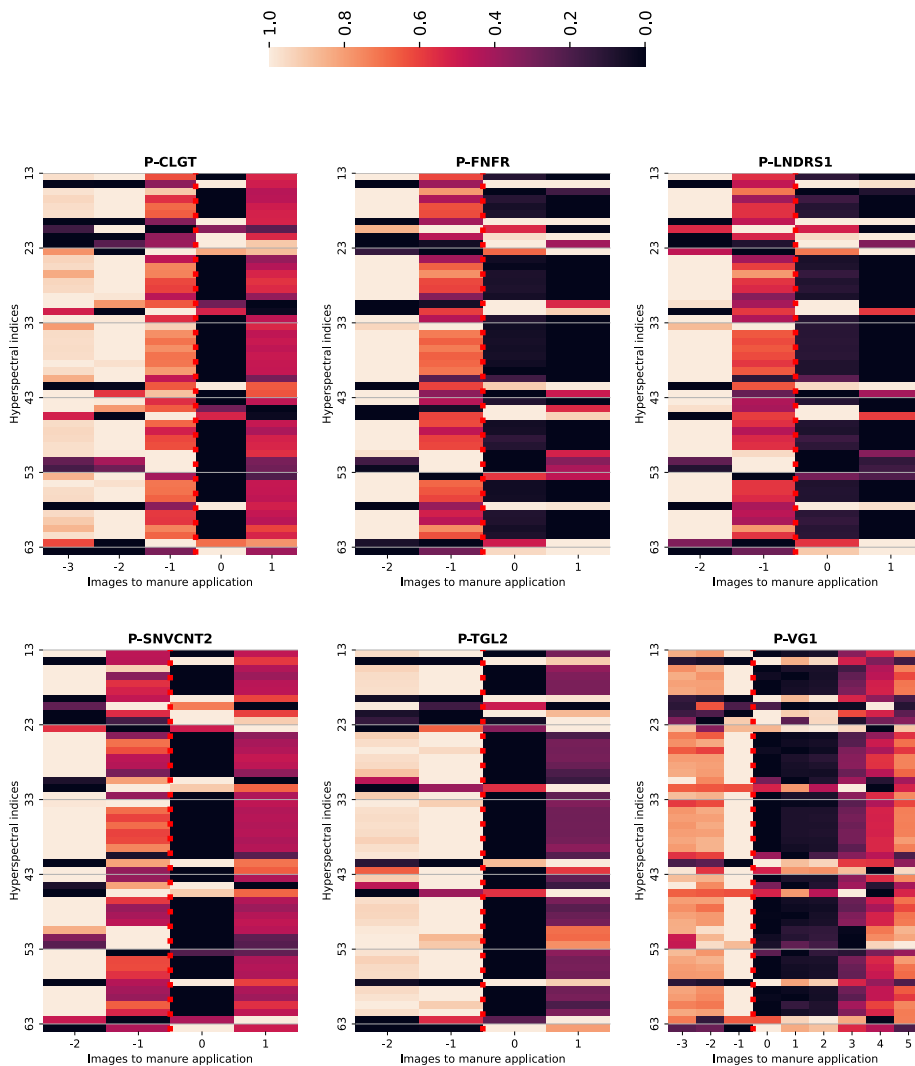 1.0 0.8 0.6 0.4 0.2 0.0
P-CLGT P-FNFR P-LNDRS1
Hyperspectral indices
13
23
33
43
53
63
-3 -2 -1 0 1
Images to manure application
Hyperspectral indices
13
23
33
43
53
63
-2 -1 0 1
Images to manure application
Hyperspectral indices
13
23
33
43
53
63
-2 -1 0 1
Images to manure application
P-SNVCNT2 P-TGL2 P-VG1
Hyperspectral indices
13
23
33
43
53
63
-2 -1 0 1
Images to manure application
Hyperspectral indices
13
23
33
43
53
63
-2 -1 0 1
Images to manure application
Hyperspectral indices
13
23
33
43
53
63
-3 -2 -1 0 1 2 3 4 5
Images to manure application